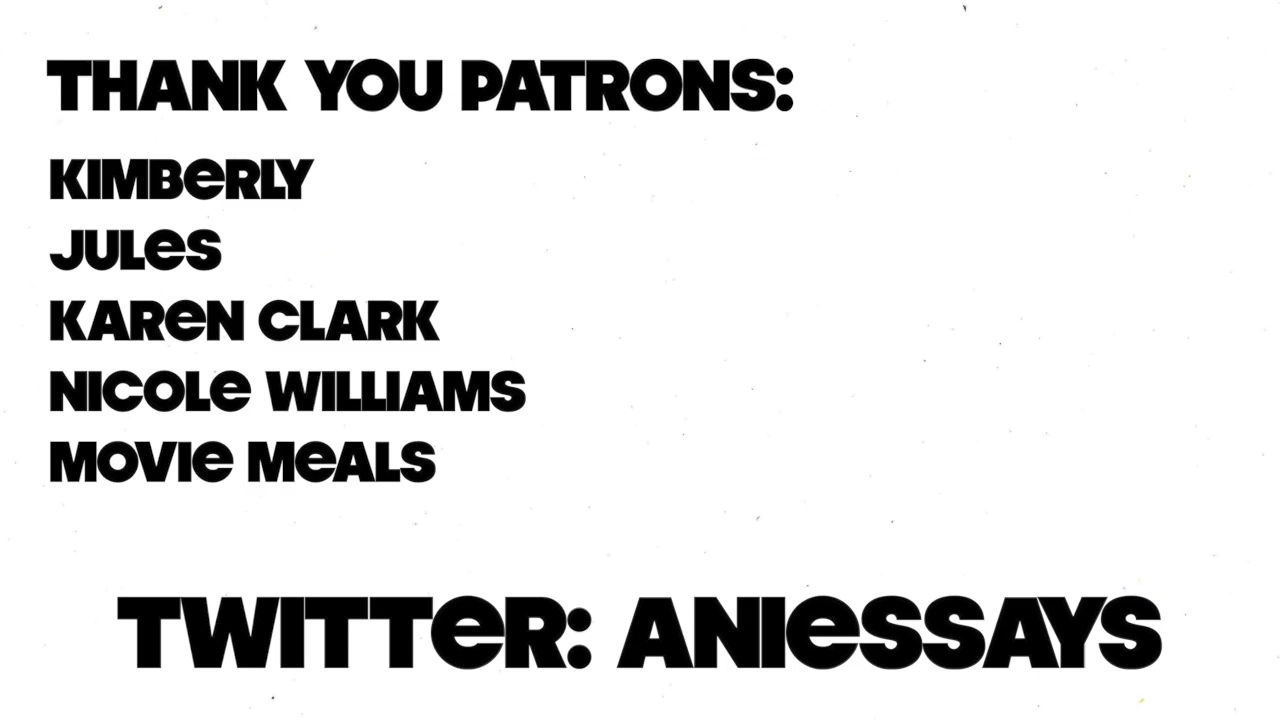 THANK YOU PATRONS:
KIMBeRLY
JULeS
KAReN CLARK
NICOLe WILLIAMS
MOVIe MeALS
TWITTeR: ANIeSSAYS